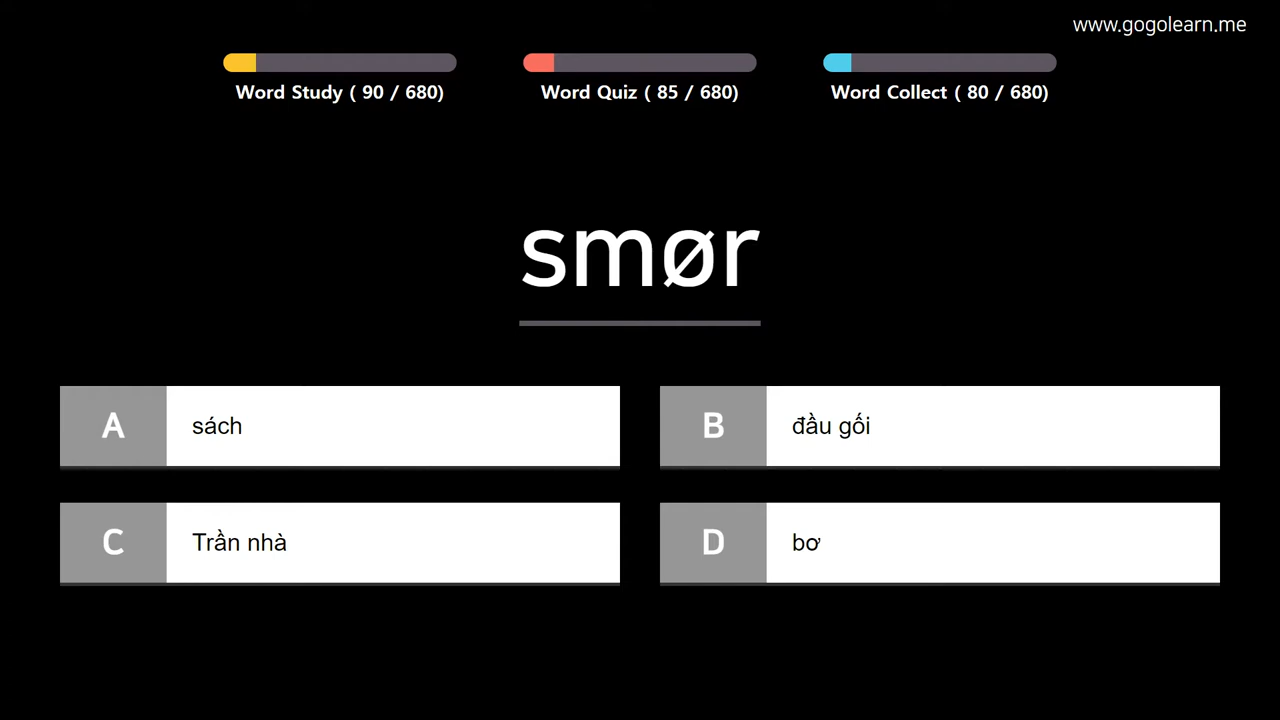 www.gogolearn.me
Word Study ( 90 / 680)
Word Quiz ( 85 / 680)
Word Collect ( 80 / 680)
smør
A sách
B đầu gối
C Trần nhà
D bơ